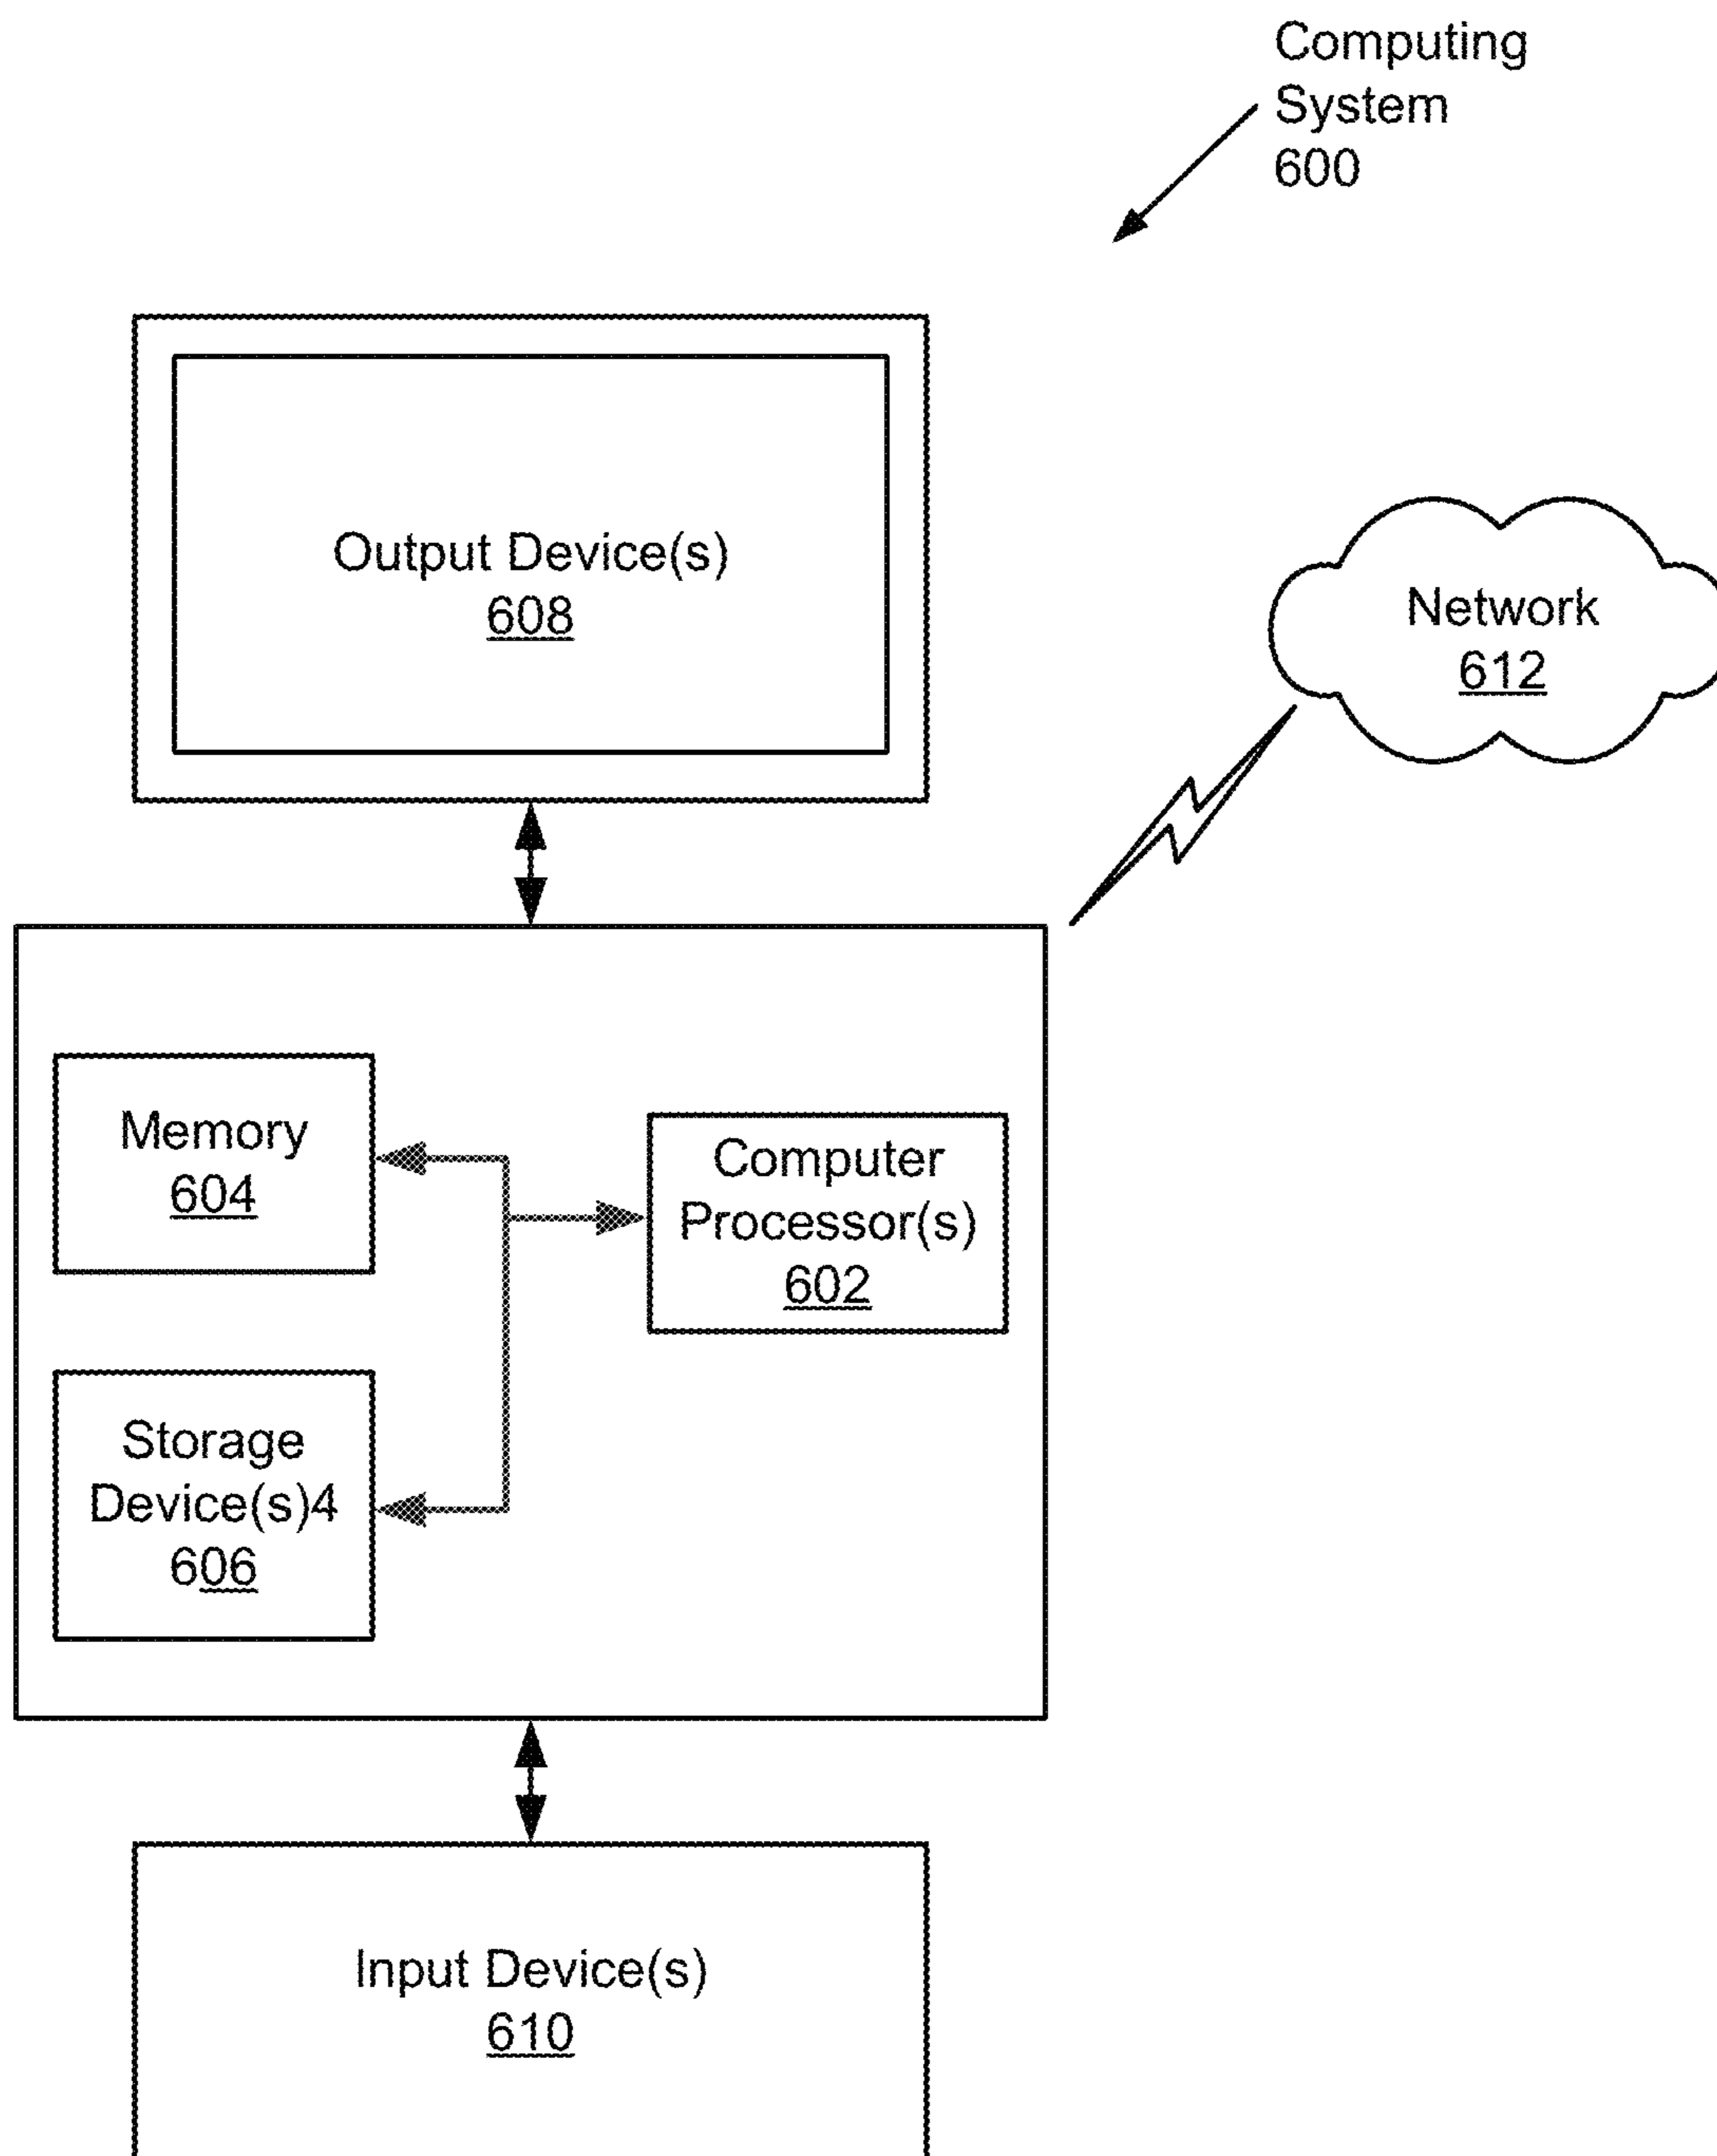 Computing
System
600
Output Device(s)
608
Network
612
Memory
604
Computer
Processor(s)
602
Storage
Device(s)4
606
Input Device(s)
610